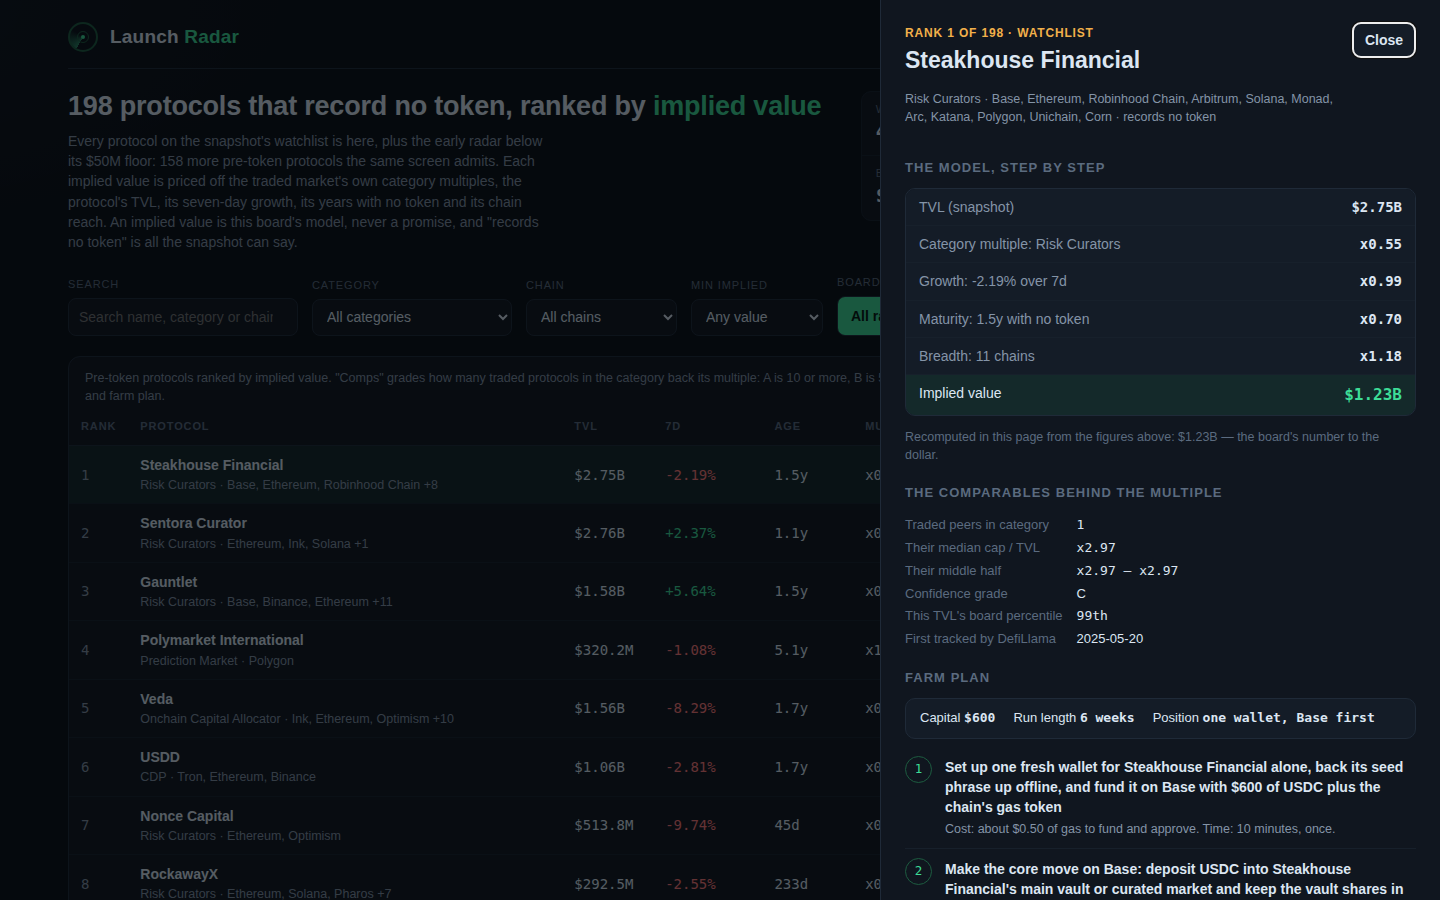 Launch Radar
198 protocols that record no token, ranked by implied value
Every protocol on the snapshot's watchlist is here, plus the early radar below
its $50M floor: 158 more pre-token protocols the same screen admits. Each
implied value is priced off the traded market's own category multiples, the
protocol's TVL, its seven-day growth, its years with no token and its chain
reach. An implied value is this board's model, never a promise, and "records
no token" is all the snapshot can say.
SEARCH
CATEGORY
CHAIN
MIN IMPLIED
BOARD
Search name, category or chain
All categories
All chains
Any value
All
Pre-token protocols ranked by implied value. "Comps" grades how many traded protocols in the category back its multiple: A is 10 or more, B is
and farm plan.
RANK PROTOCOL TVL 7D AGE
1 Steakhouse Financial $2.75B -2.19% 1.5y
Risk Curators · Base, Ethereum, Robinhood Chain +8
2 Sentora Curator $2.76B +2.37% 1.1y
Risk Curators · Ethereum, Ink, Solana +1
3 Gauntlet $1.58B +5.64% 1.5y
Risk Curators · Base, Binance, Ethereum +11
4 Polymarket International $320.2M -1.08% 5.1y
Prediction Market · Polygon
5 Veda $1.56B -8.29% 1.7y
Onchain Capital Allocator · Ink, Ethereum, Optimism +10
6 USDD $1.06B -2.81% 1.7y
CDP · Tron, Ethereum, Binance
7 Nonce Capital $513.8M -9.74% 45d
Risk Curators · Ethereum, Optimism
8 RockawayX $292.5M -2.55% 233d
Risk Curators · Ethereum, Solana, Pharos +7
RANK 1 OF 198 · WATCHLIST
Close
Steakhouse Financial
Risk Curators · Base, Ethereum, Robinhood Chain, Arbitrum, Solana, Monad,
Arc, Katana, Polygon, Unichain, Corn · records no token
THE MODEL, STEP BY STEP
TVL (snapshot) $2.75B
Category multiple: Risk Curators x0.55
Growth: -2.19% over 7d x0.99
Maturity: 1.5y with no token x0.70
Breadth: 11 chains x1.18
Implied value $1.23B
Recomputed in this page from the figures above: $1.23B — the board's number to the
dollar.
THE COMPARABLES BEHIND THE MULTIPLE
Traded peers in category 1
Their median cap / TVL x2.97
Their middle half x2.97 – x2.97
Confidence grade C
This TVL's board percentile 99th
First tracked by DefiLlama 2025-05-20
FARM PLAN
Capital $600 Run length 6 weeks Position one wallet, Base first
1 Set up one fresh wallet for Steakhouse Financial alone, back its seed
phrase up offline, and fund it on Base with $600 of USDC plus the
chain's gas token
Cost: about $0.50 of gas to fund and approve. Time: 10 minutes, once.
2 Make the core move on Base: deposit USDC into Steakhouse
Financial's main vault or curated market and keep the vault shares in